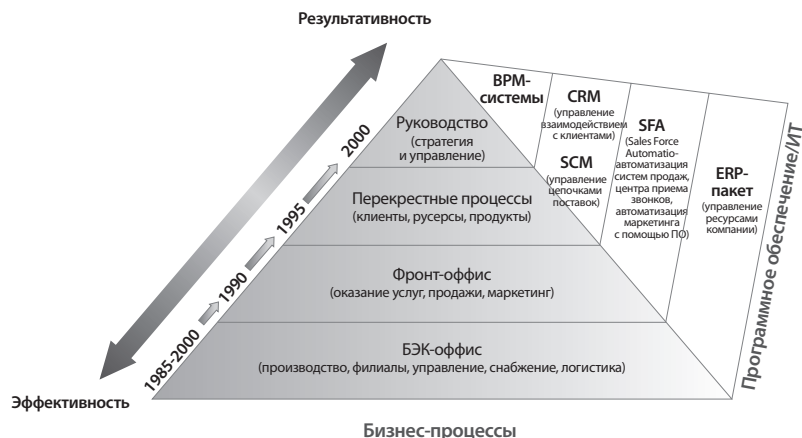 Результативность
BPM-
системы
CRM
(управление
взаимодействием
с клиентами)
SCM
(управление
цепочками
поставок)
SFA
(Sales Force
Automatio-
автоматизация
систем продаж,
центра приема
звонков,
автоматизация
маркетинга
с помощью ПО)
ERP-
пакет
(управление
ресурсами
компании)
Программное обеспечение/ИТ
2000
Руководство
(стратегия
и управление)
1995
Перекрестные процессы
(клиенты, русерсы, продукты)
1990
Фронт-оффис
(оказание услуг, продажи, маркетинг)
1985-2000
БЭК-оффис
(производство, филиалы, управление, снабжение, логистика)
Эффективность
Бизнес-процессы